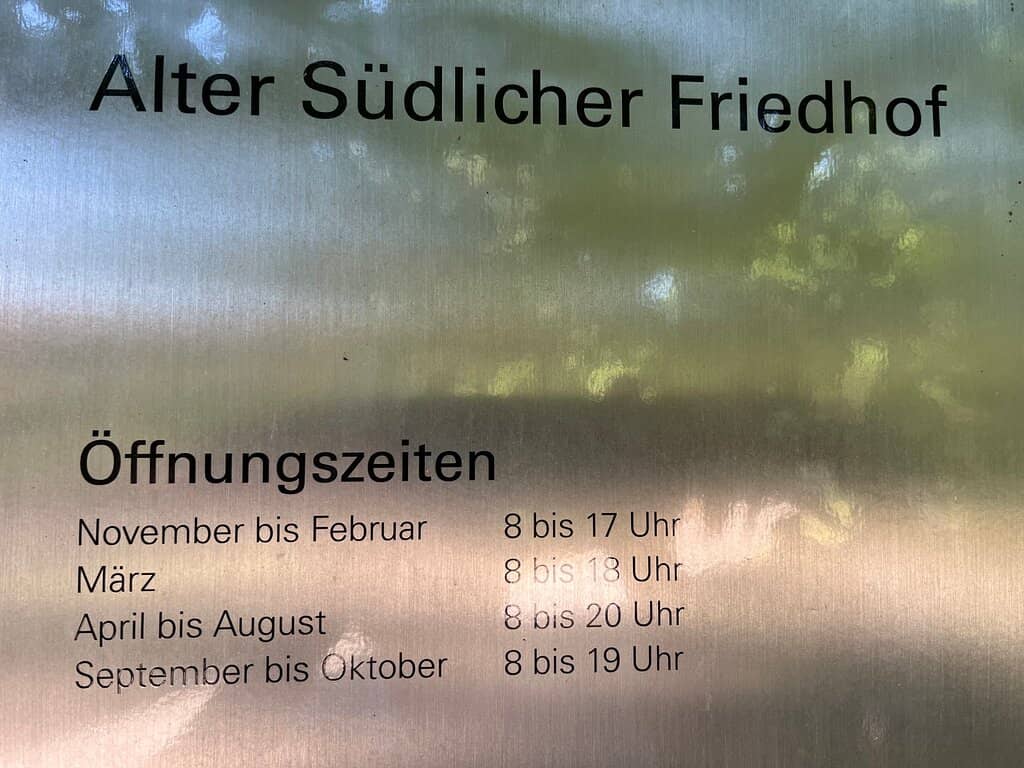 Alter Südlicher Friedhof
Öffnungszeiten
November bis Februar 8 bis 17 Uhr
März 8 bis 18 Uhr
April bis August 8 bis 20 Uhr
September bis Oktober 8 bis 19 Uhr